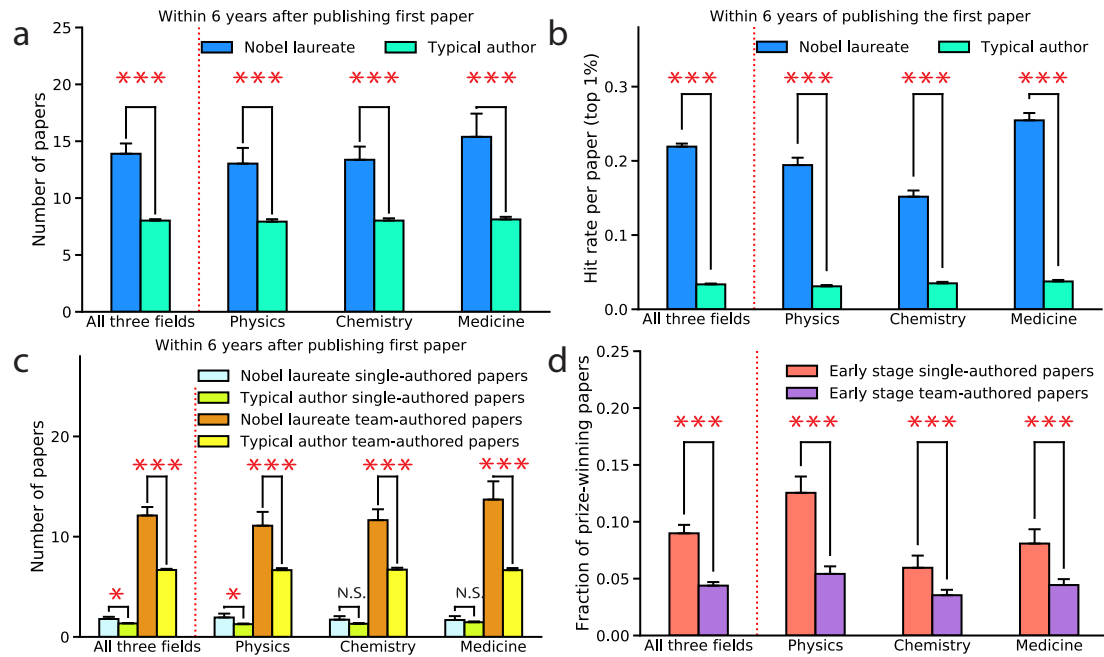 a
Within 6 years after publishing first paper
Nobel laureate
Typical author
Number of papers
25
20
15
10
5
0
***
***
***
***
All three fields
Physics
Chemistry
Medicine
b
Within 6 years of publishing the first paper
Nobel laureate
Typical author
Hit rate per paper (top 1%)
0.3
0.2
0.1
0.0
***
***
***
***
All three fields
Physics
Chemistry
Medicine
c
Within 6 years after publishing first paper
Nobel laureate single-authored papers
Typical author single-authored papers
Nobel laureate team-authored papers
Typical author team-authored papers
Number of papers
20
10
0
*
***
*
***
N.S.
***
N.S.
***
All three fields
Physics
Chemistry
Medicine
d
Early stage single-authored papers
Early stage team-authored papers
Fraction of prize-winning papers
0.25
0.20
0.15
0.10
0.05
0.00
***
***
***
***
All three fields
Physics
Chemistry
Medicine